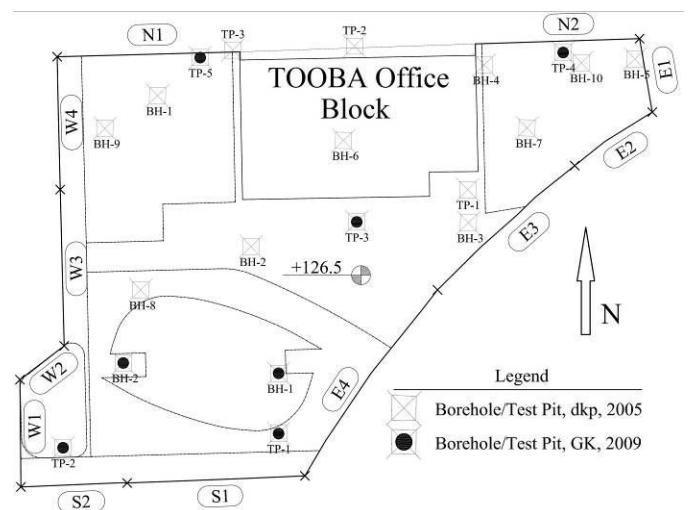 N1
TP-3
TP-2
N2
TP-5
TOOBA Office
Block
TP-4
BH-10
BH-5
E1
BH-4
BH-1
W4
BH-9
BH-6
BH-7
E2
TP-1
TP-3
BH-3
E3
W3
BH-2
+126.5
BH-8
N
W2
BH-2
BH-1
E4
Legend
Borehole/Test Pit, dkp, 2005
W1
TP-2
TP-1
Borehole/Test Pit, GK, 2009
S2
S1